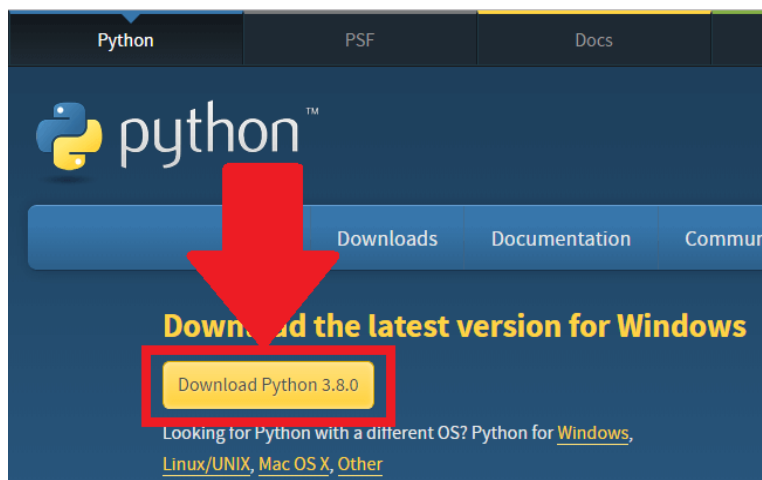 Python PSF Docs
python™
Downloads Documentation
Download the latest version for Windows
Download Python 3.8.0
Looking for Python with a different OS? Python for Windows,
Linux/UNIX, Mac OS X, Other